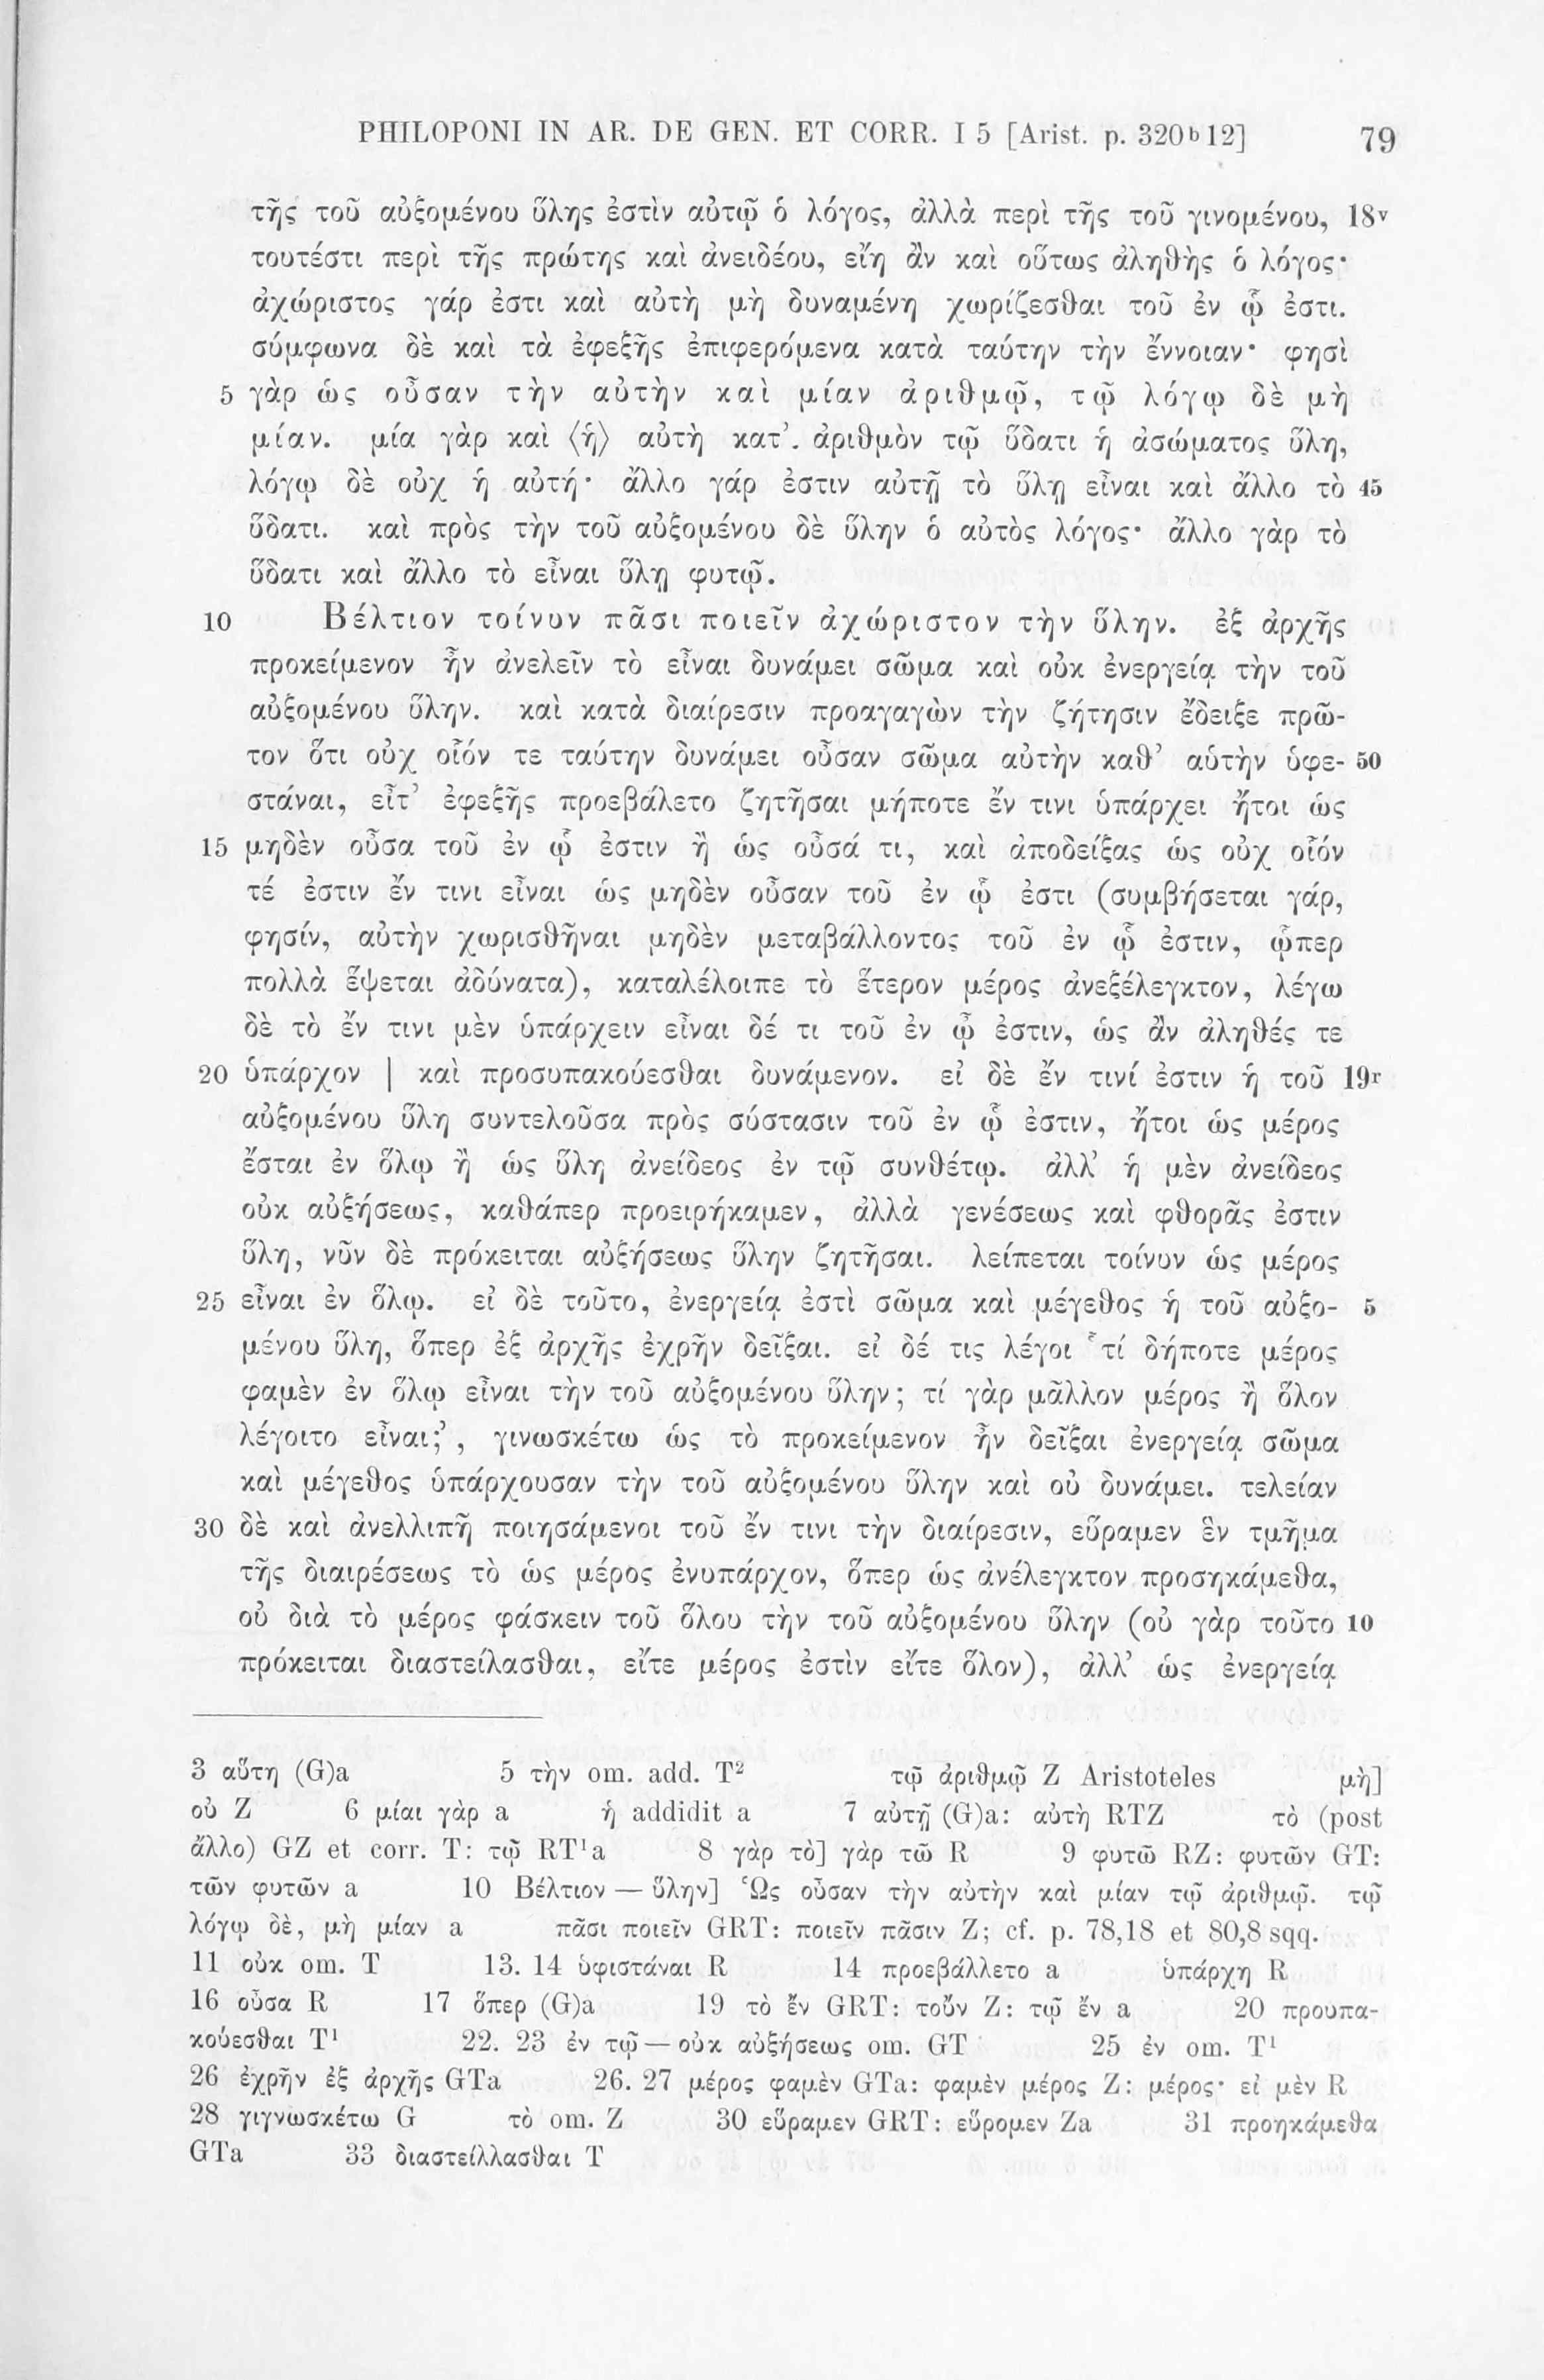 PHILOPONI IN AR. DE GEN. ET CORR. I 5 [Arist. p. 320b12] 79
τῆς τοῦ αὐξομένου ὕλης ἐστὶν αὐτῷ ὁ λόγος, ἀλλὰ περὶ τῆς τοῦ γινομένου, 18v
τουτέστι περὶ τῆς πρώτης καὶ ἀνειδέου, εἴη ἂν καὶ οὕτως ἀληθὴς ὁ λόγος·
ἀχώριστος γάρ ἐστι καὶ αὐτὴ μὴ δυναμένη χωρίζεσθαι τοῦ ἐν ᾧ ἐστι.
σύμφωνα δὲ καὶ τὰ ἐφεξῆς ἐπιφερόμενα κατὰ ταύτην τὴν ἔννοιαν· φησὶ
5 γὰρ ὡς οὖσαν τὴν αὐτὴν καὶ μίαν ἀριθμῷ, τῷ λόγῳ δὲ μὴ
μίαν. μία γὰρ καὶ ⟨ἡ⟩ αὐτὴ κατ’ ἀριθμὸν τῷ ὕδατι ἡ ἀσώματος ὕλη,
λόγῳ δὲ οὐχ ἡ αὐτή· ἄλλο γάρ ἐστιν αὐτῇ τὸ ὕλῃ εἶναι καὶ ἄλλο τὸ 45
ὕδατι. καὶ πρὸς τὴν τοῦ αὐξομένου δὲ ὕλην ὁ αὐτὸς λόγος· ἄλλο γὰρ τὸ
ὕδατι καὶ ἄλλο τὸ εἶναι ὕλῃ φυτῷ.
10 Βέλτιον τοίνυν πᾶσι ποιεῖν ἀχώριστον τὴν ὕλην. ἐξ ἀρχῆς
προκείμενον ἦν ἀνελεῖν τὸ εἶναι δυνάμει σῶμα καὶ οὐκ ἐνεργείᾳ τὴν τοῦ
αὐξομένου ὕλην. καὶ κατὰ διαίρεσιν προαγαγὼν τὴν ζήτησιν ἔδειξε πρῶ-
τον ὅτι οὐχ οἷόν τε ταύτην δυνάμει οὖσαν σῶμα αὐτὴν καθ’ αὑτὴν ὑφε- 50
στάναι, εἶτ’ ἐφεξῆς προεβάλετο ζητῆσαι μήποτε ἔν τινι ὑπάρχει ἤτοι ὡς
15 μηδὲν οὖσα τοῦ ἐν ᾧ ἐστιν ἢ ὡς οὖσά τι, καὶ ἀποδείξας ὡς οὐχ οἷόν
τέ ἐστιν ἔν τινι εἶναι ὡς μηδὲν οὖσαν τοῦ ἐν ᾧ ἐστι (συμβήσεται γάρ,
φησίν, αὐτὴν χωρισθῆναι μηδὲν μεταβάλλοντος τοῦ ἐν ᾧ ἐστιν, ᾧπερ
πολλὰ ἕψεται ἀδύνατα), καταλέλοιπε τὸ ἕτερον μέρος ἀνεξέλεγκτον, λέγω
δὲ τὸ ἔν τινι μὲν ὑπάρχειν εἶναι δέ τι τοῦ ἐν ᾧ ἐστιν, ὡς ἂν ἀληθές τε
20 ὑπάρχον | καὶ προσυπακούεσθαι δυνάμενον. εἰ δὲ ἔν τινί ἐστιν ἡ τοῦ 19r
αὐξομένου ὕλη συντελοῦσα πρὸς σύστασιν τοῦ ἐν ᾧ ἐστιν, ἤτοι ὡς μέρος
ἔσται ἐν ὅλῳ ἢ ὡς ὕλη ἀνείδεος ἐν τῷ συνθέτῳ. ἀλλ’ ἡ μὲν ἀνείδεος
οὐκ αὐξήσεως, καθάπερ προειρήκαμεν, ἀλλὰ γενέσεως καὶ φθορᾶς ἐστιν
ὕλη, νῦν δὲ πρόκειται αὐξήσεως ὕλην ζητῆσαι. λείπεται τοίνυν ὡς μέρος
25 εἶναι ἐν ὅλῳ. εἰ δὲ τοῦτο, ἐνεργείᾳ ἐστὶ σῶμα καὶ μέγεθος ἡ τοῦ αὐξο- 5
μένου ὕλη, ὅπερ ἐξ ἀρχῆς ἐχρῆν δεῖξαι. εἰ δέ τις λέγοι ‘τί δήποτε μέρος
φαμὲν ἐν ὅλῳ εἶναι τὴν τοῦ αὐξομένου ὕλην; τί γὰρ μᾶλλον μέρος ἢ ὅλον
λέγοιτο εἶναι;’, γινωσκέτω ὡς τὸ προκείμενον ἦν δεῖξαι ἐνεργείᾳ σῶμα
καὶ μέγεθος ὑπάρχουσαν τὴν τοῦ αὐξομένου ὕλην καὶ οὐ δυνάμει. τελείαν
30 δὲ καὶ ἀνελλιπῆ ποιησάμενοι τοῦ ἔν τινι τὴν διαίρεσιν, εὕραμεν ἓν τμῆμα
τῆς διαιρέσεως τὸ ὡς μέρος ἐνυπάρχον, ὅπερ ὡς ἀνέλεγκτον προσηκάμεθα,
οὐ διὰ τὸ μέρος φάσκειν τοῦ ὅλου τὴν τοῦ αὐξομένου ὕλην (οὐ γὰρ τοῦτο 10
πρόκειται διαστείλασθαι, εἴτε μέρος ἐστὶν εἴτε ὅλον), ἀλλ’ ὡς ἐνεργείᾳ
3 αὕτη (G)a 5 τὴν om. add. T² τῷ ἀριθμῷ Z Aristoteles μὴ]
οὐ Z 6 μίαι γὰρ a ἡ addidit a 7 αὐτῇ (G)a: αὐτὴ RTZ τὸ (post
ἄλλο) GZ et corr. T: τῷ RT¹a 8 γὰρ τὸ] γὰρ τῶ R 9 φυτῶ RZ: φυτῶν GT:
τῶν φυτῶν a 10 Βέλτιον — ὕλην] Ὡς οὖσαν τὴν αὐτὴν καὶ μίαν τῷ ἀριθμῷ. τῷ
λόγῳ δὲ, μὴ μίαν a πᾶσι ποιεῖν GRT: ποιεῖν πᾶσιν Z; cf. p. 78,18 et 80,8 sqq.
11 οὐκ om. T 13. 14 ὑφιστάναι R 14 προεβάλλετο a ὑπάρχη R
16 οὖσα R 17 ὅπερ (G)a 19 τὸ ἔν GRT: τοὔν Z: τῷ ἔν a 20 προυπα-
κούεσθαι T¹ 22. 23 ἐν τῷ — οὐκ αὐξήσεως om. GT 25 ἐν om. T¹
26 ἐχρῆν ἐξ ἀρχῆς GTa 26. 27 μέρος φαμὲν GTa: φαμὲν μέρος Z: μέρος· εἰ μὲν R
28 γιγνωσκέτω G τὸ om. Z 30 εὕραμεν GRT: εὕρομεν Za 31 προηκάμεθα
GTa 33 διαστείλλασθαι T